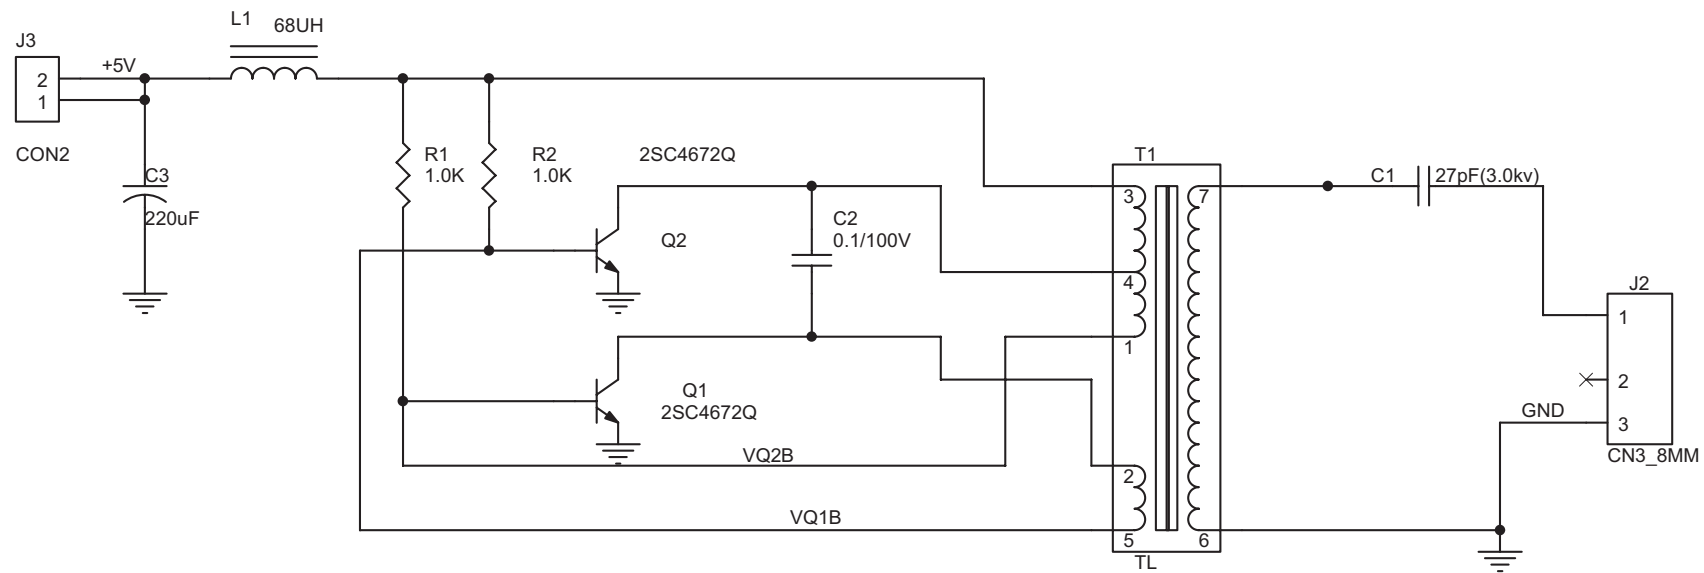 L1
68UH
J3
+5V
2
1
CON2
C3
220uF
R1
1.0K
R2
1.0K
2SC4672Q
Q2
C2
0.1/100V
T1
3
7
4
1
C1
27pF(3.0kv)
J2
1
2
3
GND
CN3_8MM
Q1
2SC4672Q
VQ2B
2
VQ1B
5
6
TL